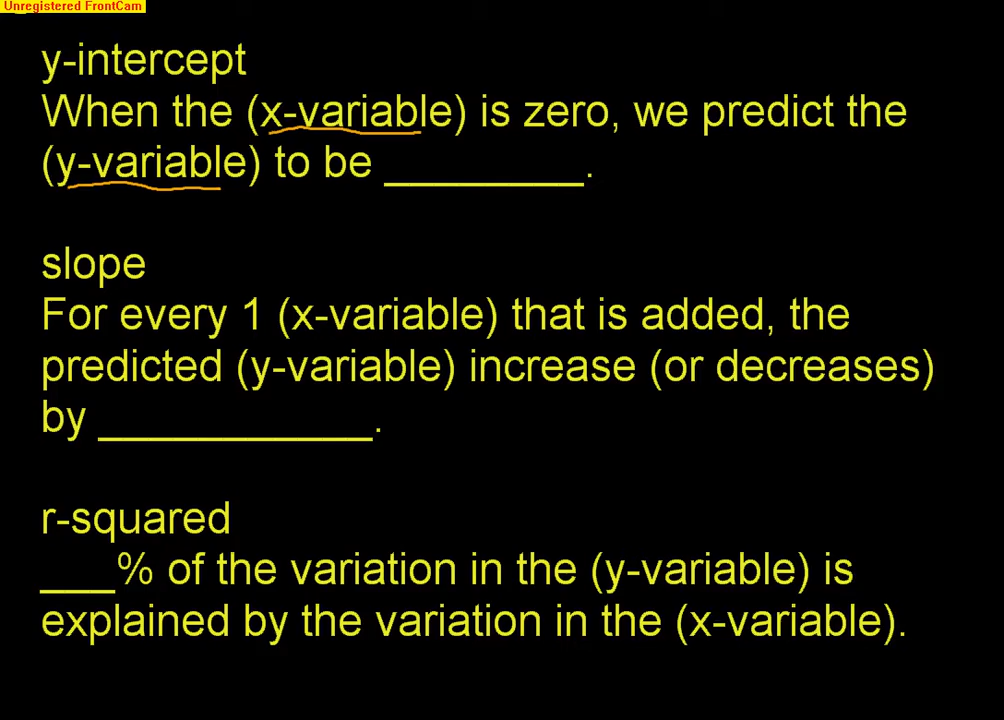 Unregistered FrontCam
y-intercept
When the (x-variable) is zero, we predict the
(y-variable) to be ________.
slope
For every 1 (x-variable) that is added, the
predicted (y-variable) increase (or decreases)
by ___________.
r-squared
___% of the variation in the (y-variable) is
explained by the variation in the (x-variable).